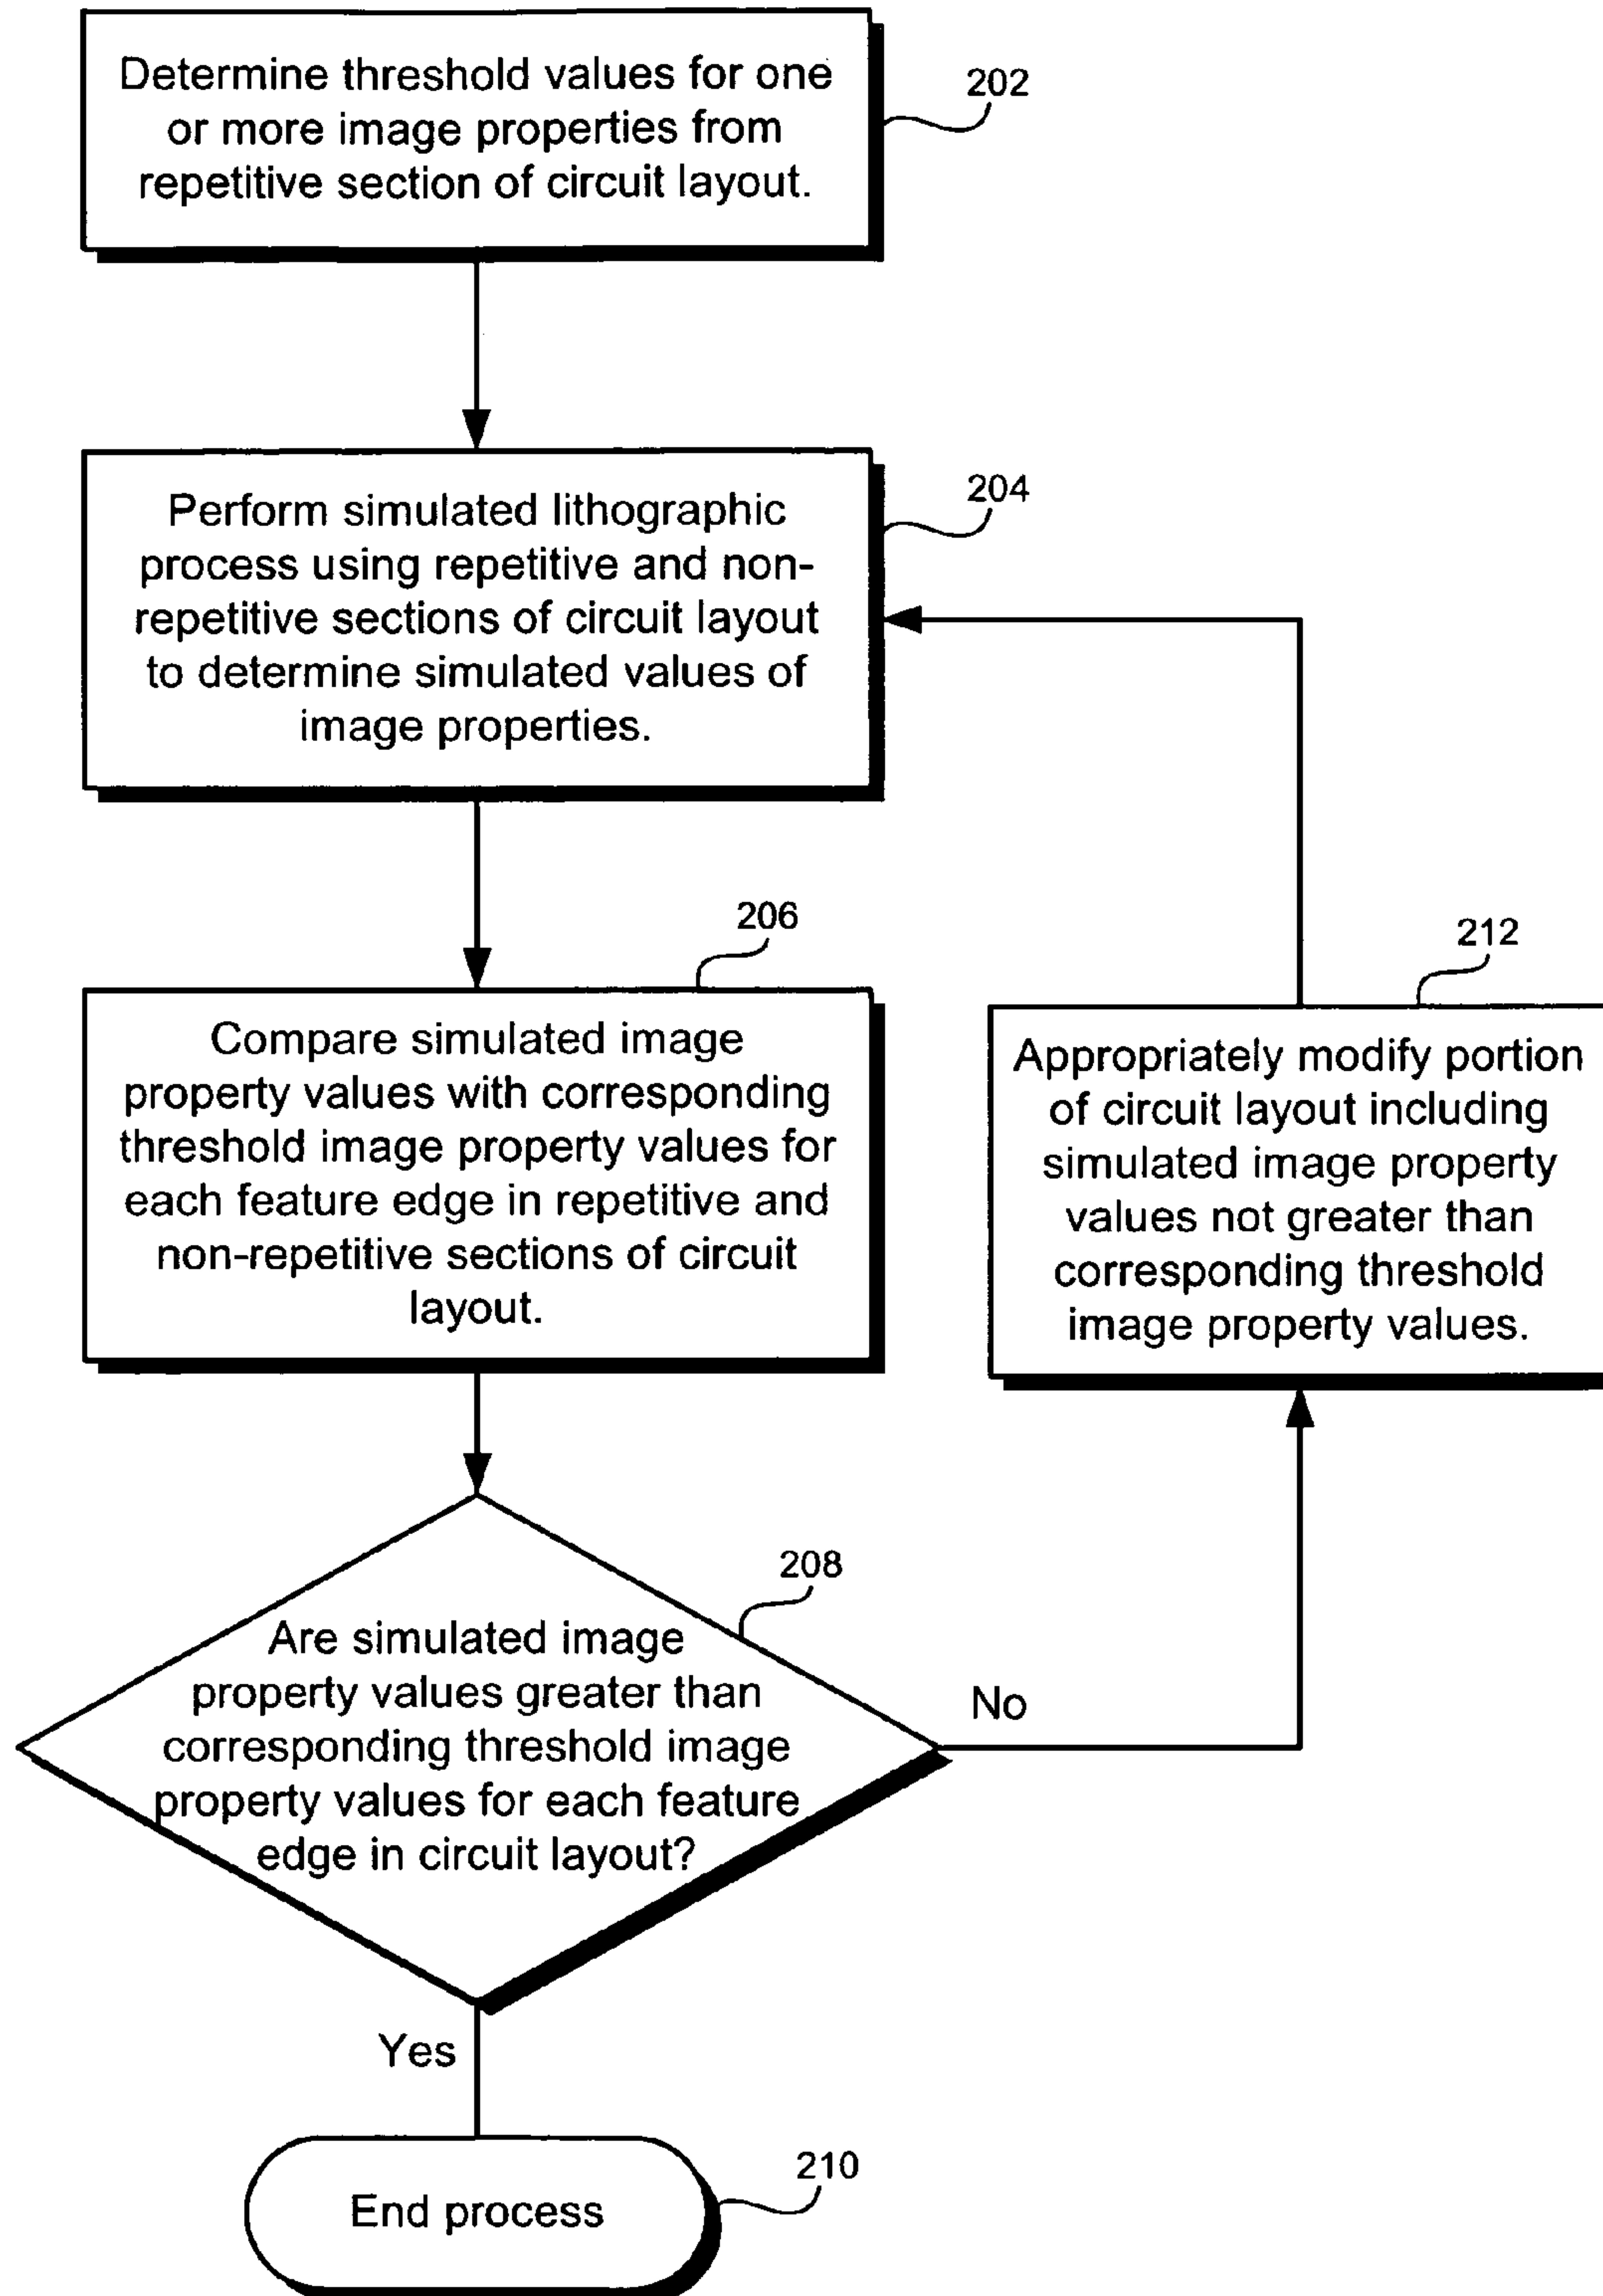 Determine threshold values for one
or more image properties from
repetitive section of circuit layout.
202
Perform simulated lithographic
process using repetitive and non-
repetitive sections of circuit layout
to determine simulated values of
image properties.
204
206
Compare simulated image
property values with corresponding
threshold image property values for
each feature edge in repetitive and
non-repetitive sections of circuit
layout.
212
Appropriately modify portion
of circuit layout including
simulated image property
values not greater than
corresponding threshold
image property values.
208
Are simulated image
property values greater than
corresponding threshold image
property values for each feature
edge in circuit layout?
No
Yes
End process
210